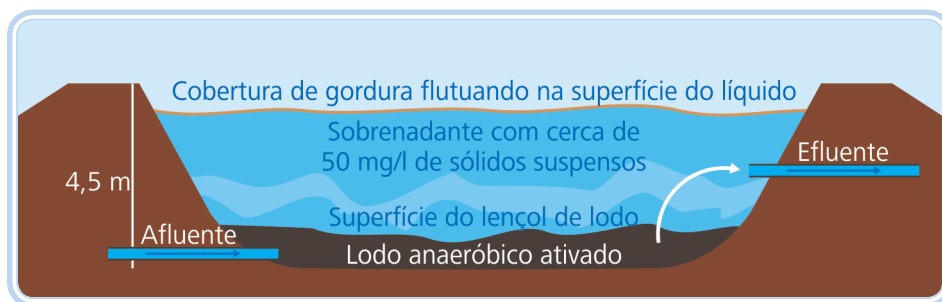 Cobertura de gordura flutuando na superfície do líquido
Sobrenadante com cerca de
50 mg/l de sólidos suspensos
Efluente
4,5 m
Superfície do lençol de lodo
Afluente
Lodo anaeróbico ativado